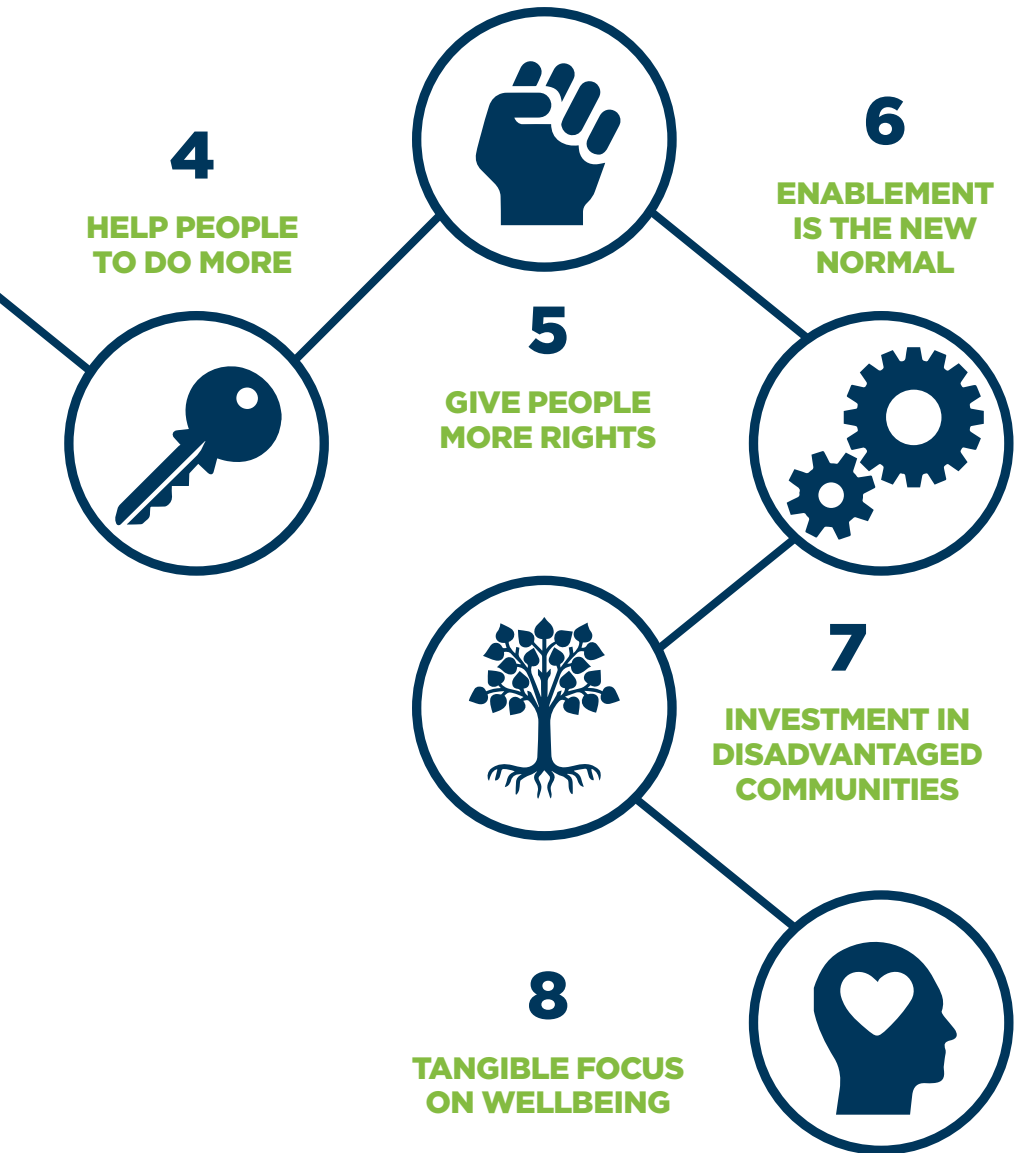 4
HELP PEOPLE
TO DO MORE
5
GIVE PEOPLE
MORE RIGHTS
6
ENABLEMENT
IS THE NEW
NORMAL
7
INVESTMENT IN
DISADVANTAGED
COMMUNITIES
8
TANGIBLE FOCUS
ON WELLBEING